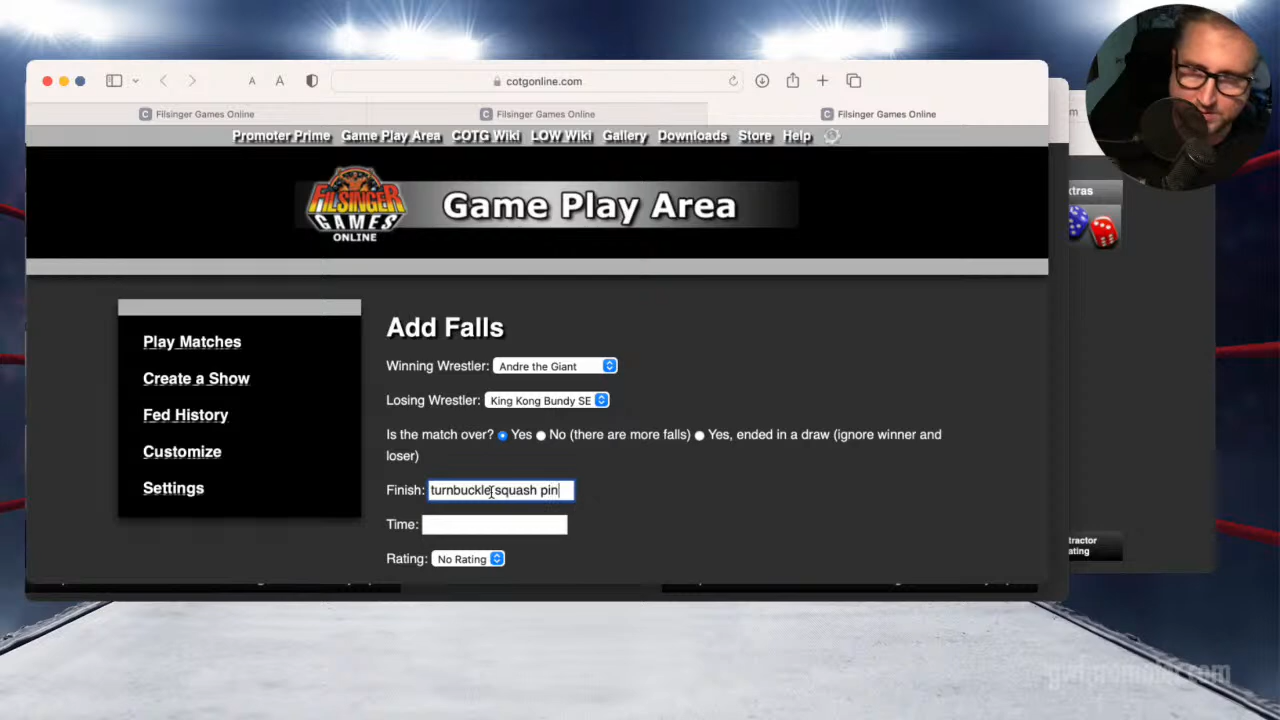 cotgonline.com
Filsinger Games Online
Filsinger Games Online
Filsinger Games Online
Promoter Prime Game Play Area COTG Wiki LOW Wiki Gallery Downloads Store Help
FILSINGER
GAMES
ONLINE
Game Play Area
xtras
Play Matches
Create a Show
Fed History
Customize
Settings
Add Falls
Winning Wrestler: Andre the Giant
Losing Wrestler: King Kong Bundy SE
Is the match over? Yes No (there are more falls) Yes, ended in a draw (ignore winner and
loser)
Finish: turnbuckle squash pin
Time:
Rating: No Rating
tractor
ating